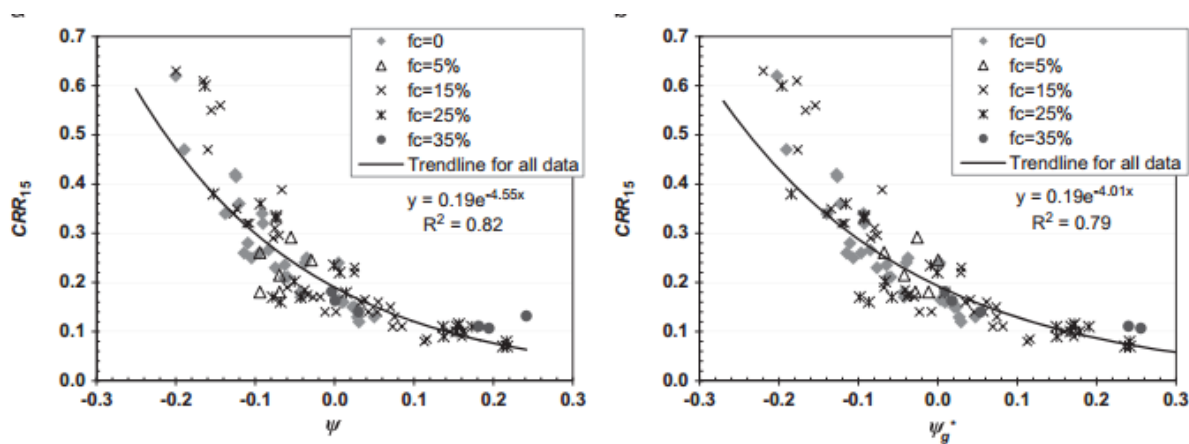 0.7
0.6
0.5
0.4
0.3
0.2
0.1
0.0
CRR15
-0.3 -0.2 -0.1 0.0 0.1 0.2 0.3
ψ
fc=0
fc=5%
fc=15%
fc=25%
fc=35%
Trendline for all data
y = 0.19e^-4.55x
R² = 0.82
0.7
0.6
0.5
0.4
0.3
0.2
0.1
0.0
CRR15
-0.3 -0.2 -0.1 0.0 0.1 0.2 0.3
ψg*
fc=0
fc=5%
fc=15%
fc=25%
fc=35%
Trendline for all data
y = 0.19e^-4.01x
R² = 0.79